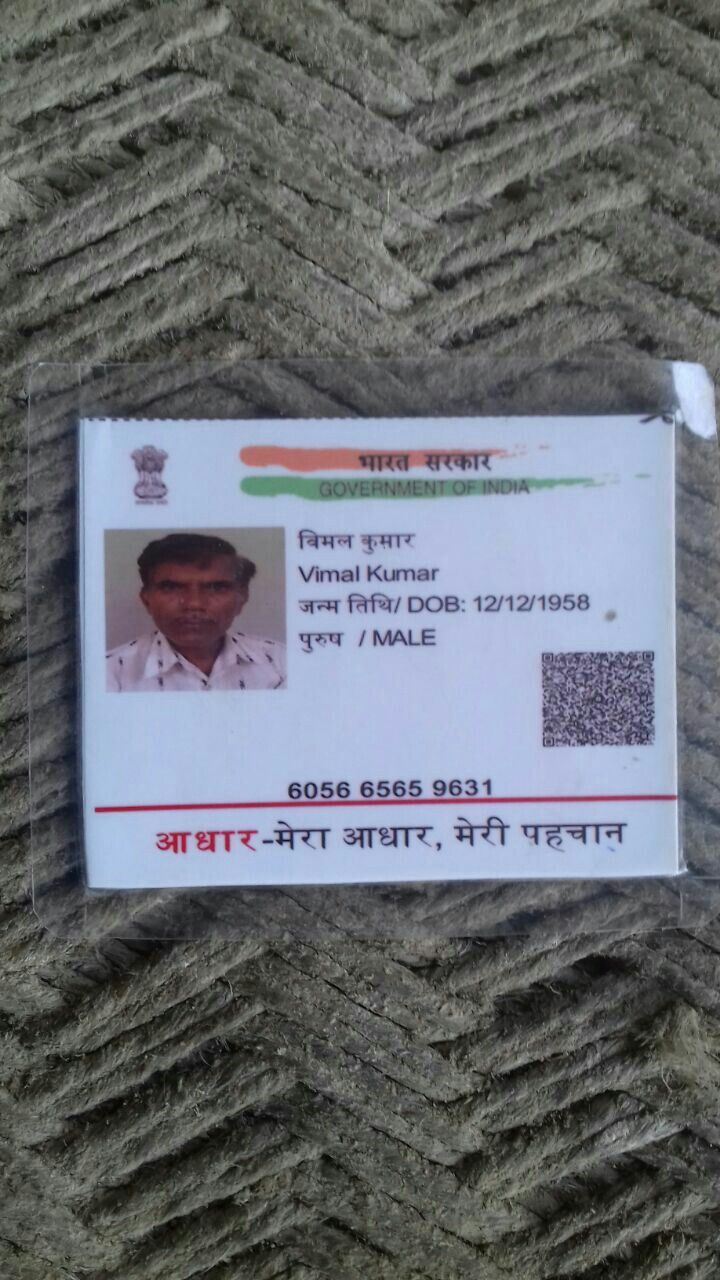 भारत सरकार
GOVERNMENT OF INDIA
विमल कुमार
Vimal Kumar
जन्म तिथि/ DOB: 12/12/1958
पुरुष / MALE
6056 6565 9631
आधार-मेरा आधार, मेरी पहचान